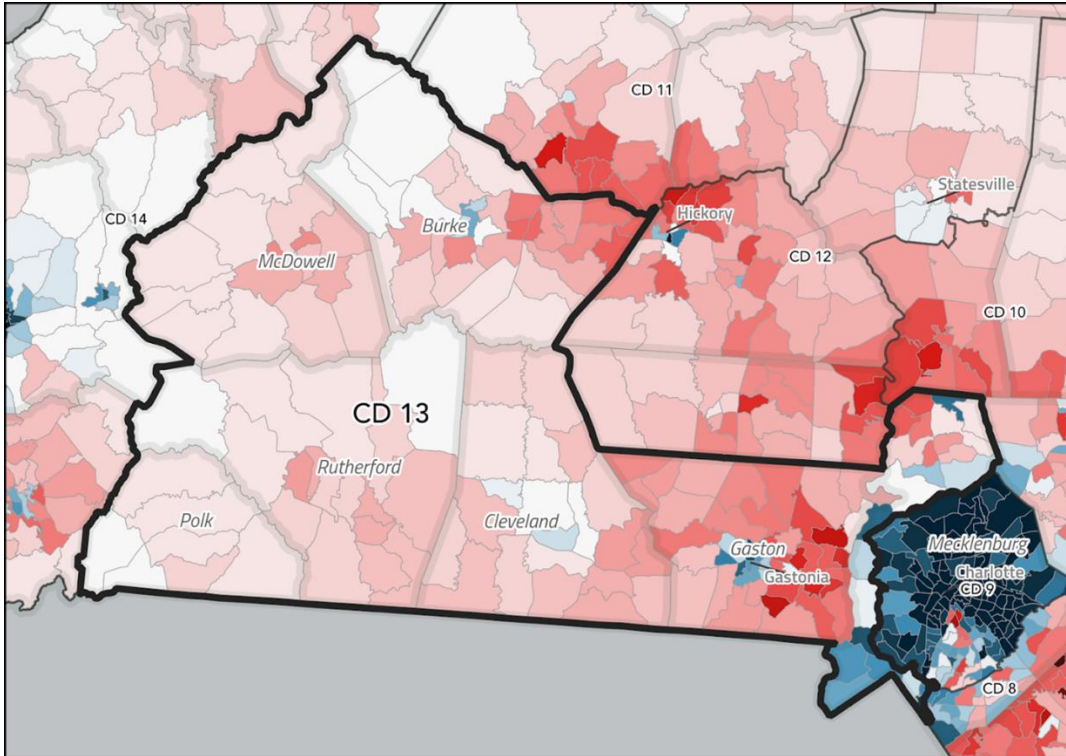 CD 11
Statesville
Hickory
CD 14
Burke
McDowell
CD 12
CD 10
CD 13
Rutherford
Polk
Cleveland
Gaston
Gastonia
Mecklenburg
Charlotte
CD 9
CD 8